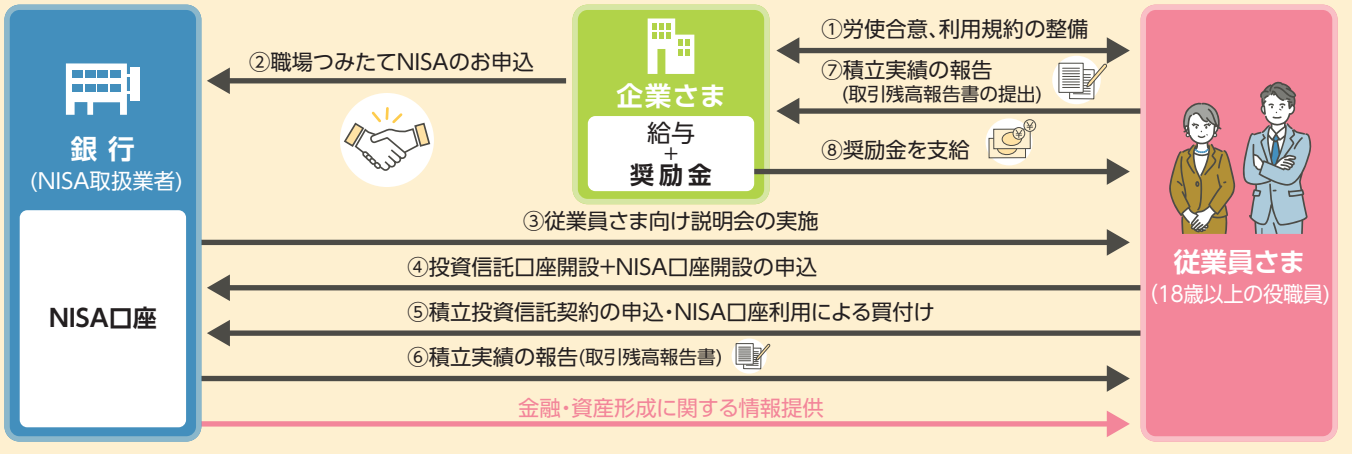 銀行
(NISA取扱業者)
NISA口座
②職場つみたてNISAのお申込
企業さま
給与
+
奨励金
①労使合意、利用規約の整備
⑦積立実績の報告
(取引残高報告書の提出)
⑧奨励金を支給
¥ ¥
③従業員さま向け説明会の実施
④投資信託口座開設+NISA口座開設の申込
⑤積立投資信託契約の申込・NISA口座利用による買付け
⑥積立実績の報告(取引残高報告書)
金融・資産形成に関する情報提供
従業員さま
(18歳以上の役職員)